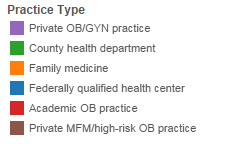 Practice Type
Private OB/GYN practice
County health department
Family medicine
Federally qualified health center
Academic OB practice
Private MFM/high-risk OB practice